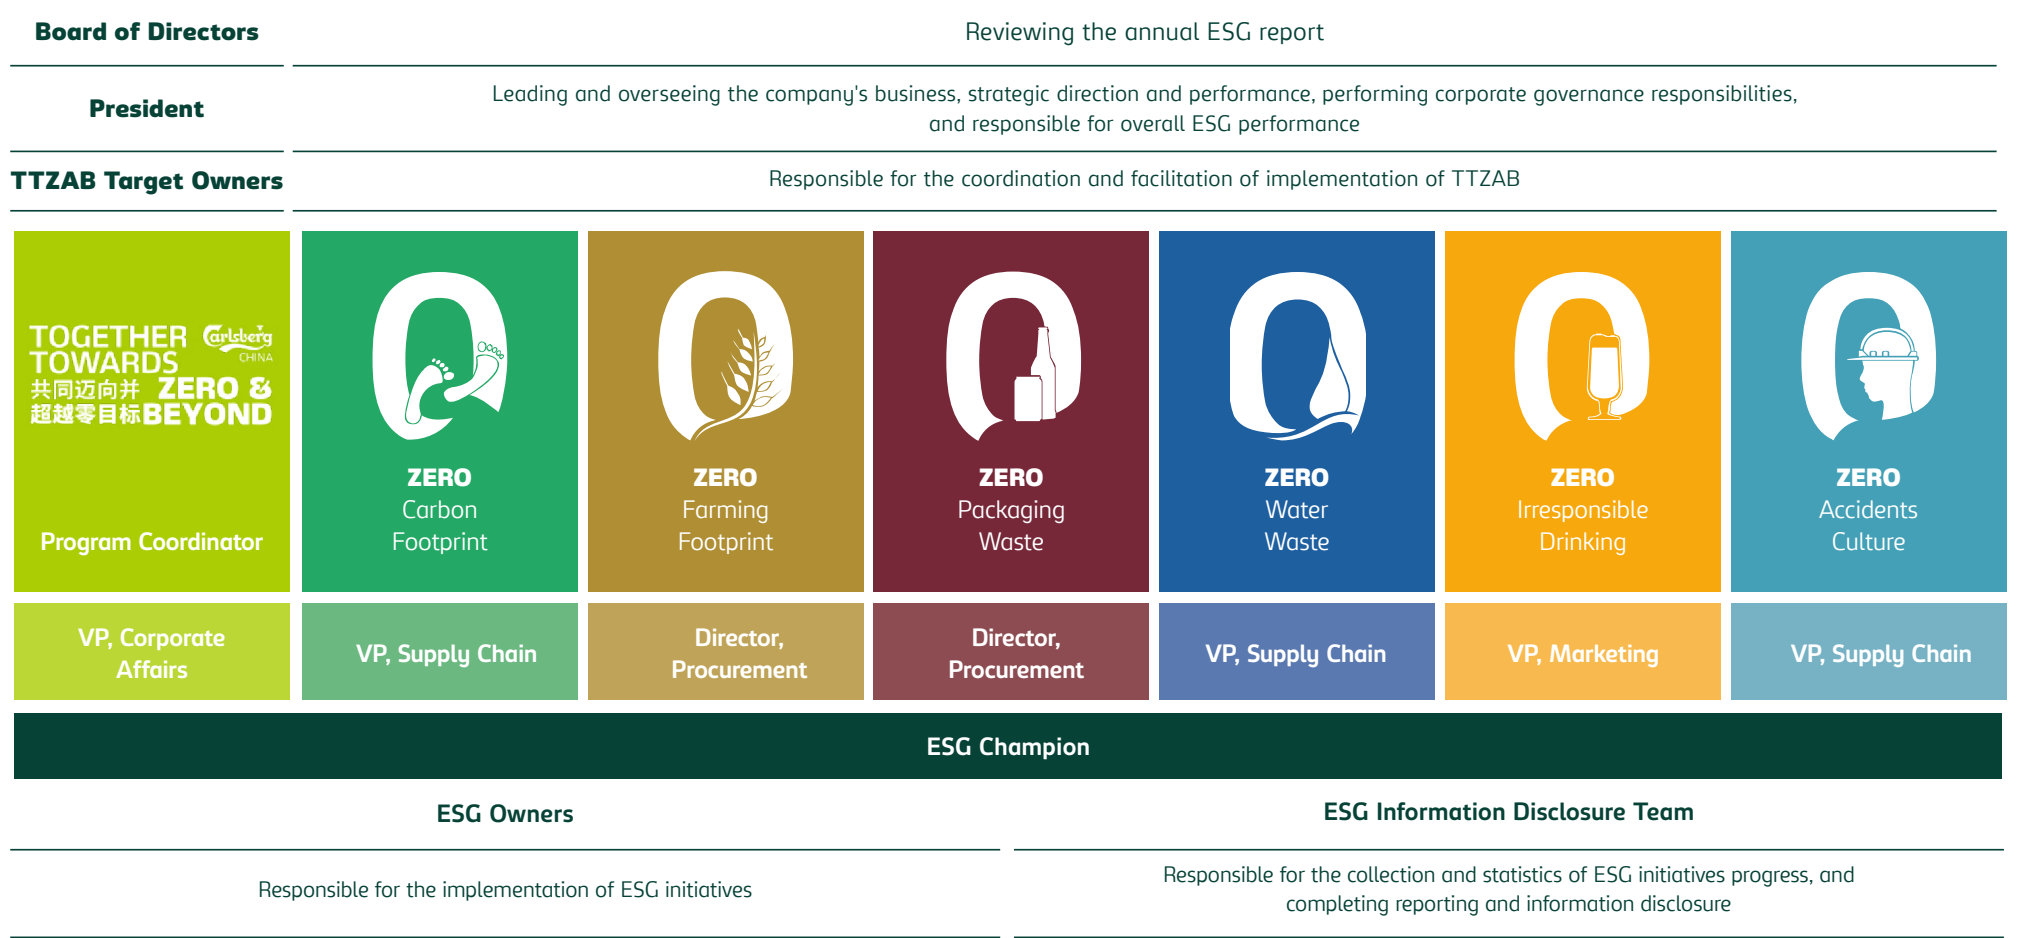 Board of Directors
Reviewing the annual ESG report
President
Leading and overseeing the company's business, strategic direction and performance, performing corporate governance responsibilities,
and responsible for overall ESG performance
TTZAB Target Owners
Responsible for the coordination and facilitation of implementation of TTZAB
TOGETHER
TOWARDS
Carlsberg
CHINA
共同迈向并 ZERO &
超越零目标 BEYOND
Program Coordinator
ZERO
Carbon
Footprint
ZERO
Farming
Footprint
ZERO
Packaging
Waste
ZERO
Water
Waste
ZERO
Irresponsible
Drinking
ZERO
Accidents
Culture
VP, Corporate
Affairs
VP, Supply Chain
Director,
Procurement
Director,
Procurement
VP, Supply Chain
VP, Marketing
VP, Supply Chain
ESG Champion
ESG Owners
Responsible for the implementation of ESG initiatives
ESG Information Disclosure Team
Responsible for the collection and statistics of ESG initiatives progress, and
completing reporting and information disclosure